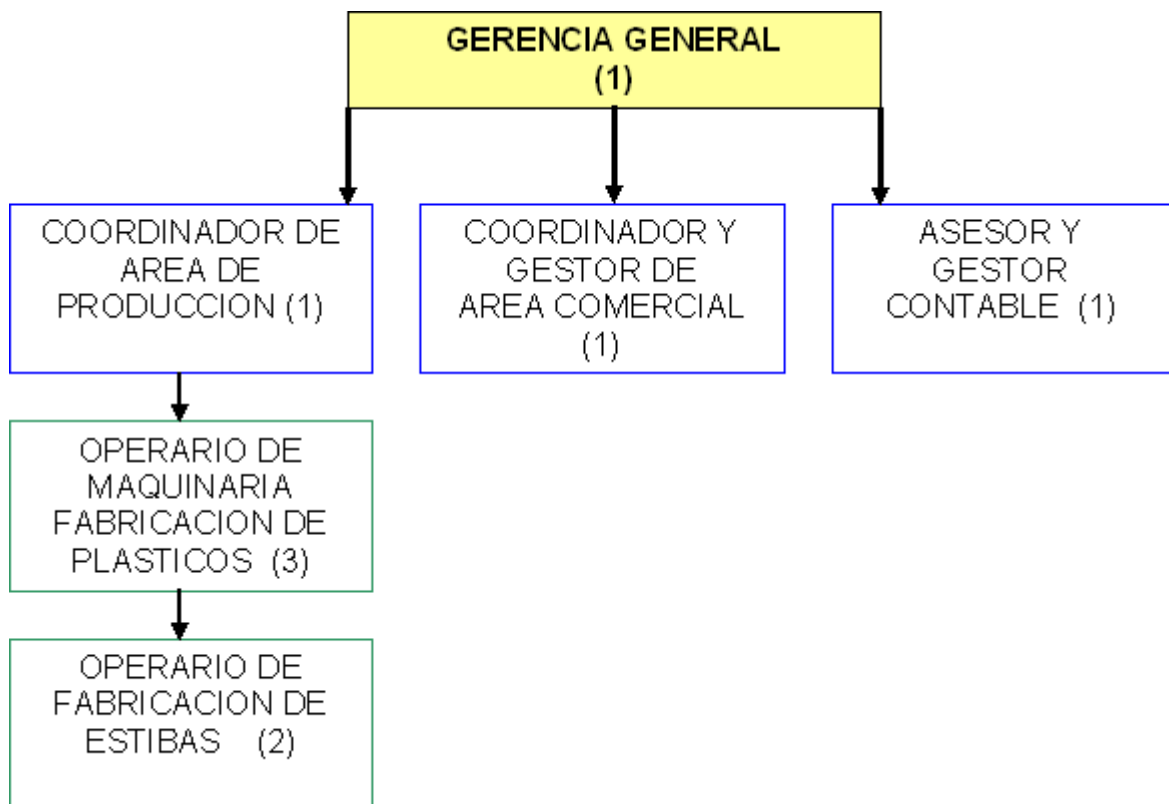 GERENCIA GENERAL
(1)
COORDINADOR DE
AREA DE
PRODUCCION (1)
COORDINADOR Y
GESTOR DE
AREA COMERCIAL
(1)
ASESOR Y
GESTOR
CONTABLE (1)
OPERARIO DE
MAQUINARIA
FABRICACION DE
PLASTICOS (3)
OPERARIO DE
FABRICACION DE
ESTIBAS (2)